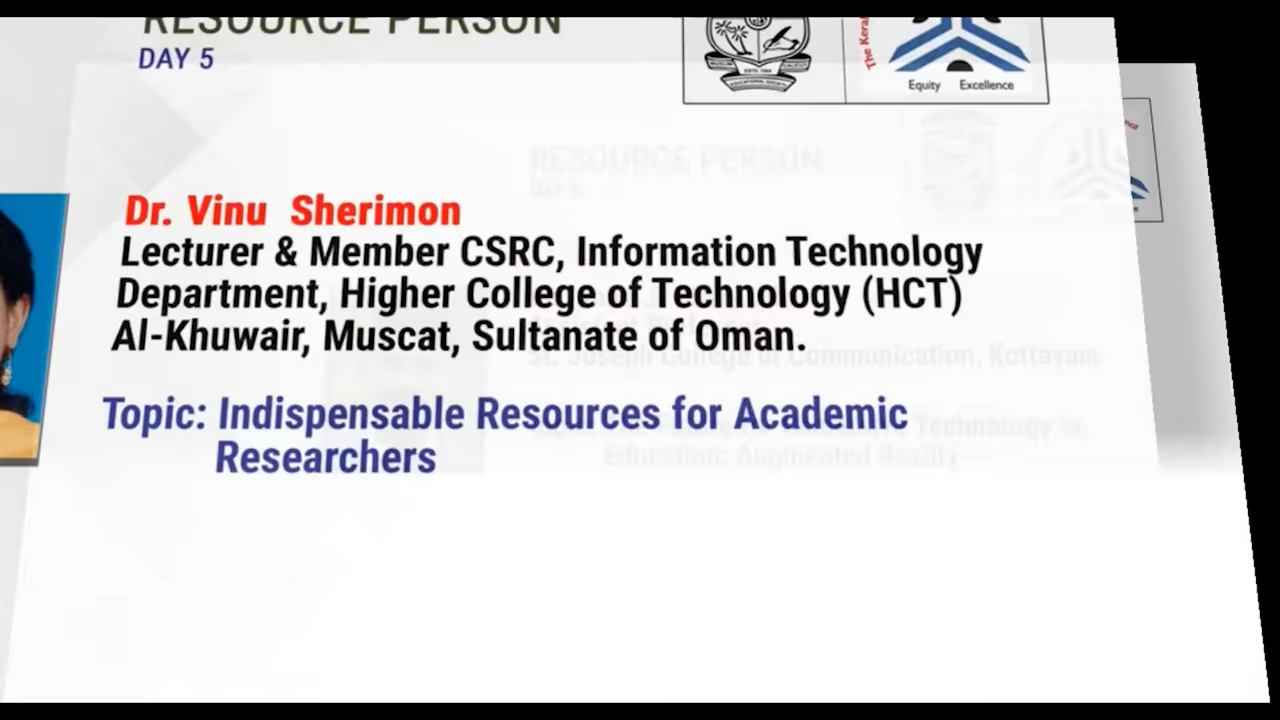 RESOURCE PERSON
DAY 5
The Keral
Equity Excellence
RESOURCE PERSON
Dr. Vinu Sherimon
Lecturer & Member CSRC, Information Technology
Department, Higher College of Technology (HCT)
Al-Khuwair, Muscat, Sultanate of Oman.
St. Joseph College of Communication, Kottayam
Topic: Indispensable Resources for Academic
Researchers
Technology in
Education: Augmented Reality